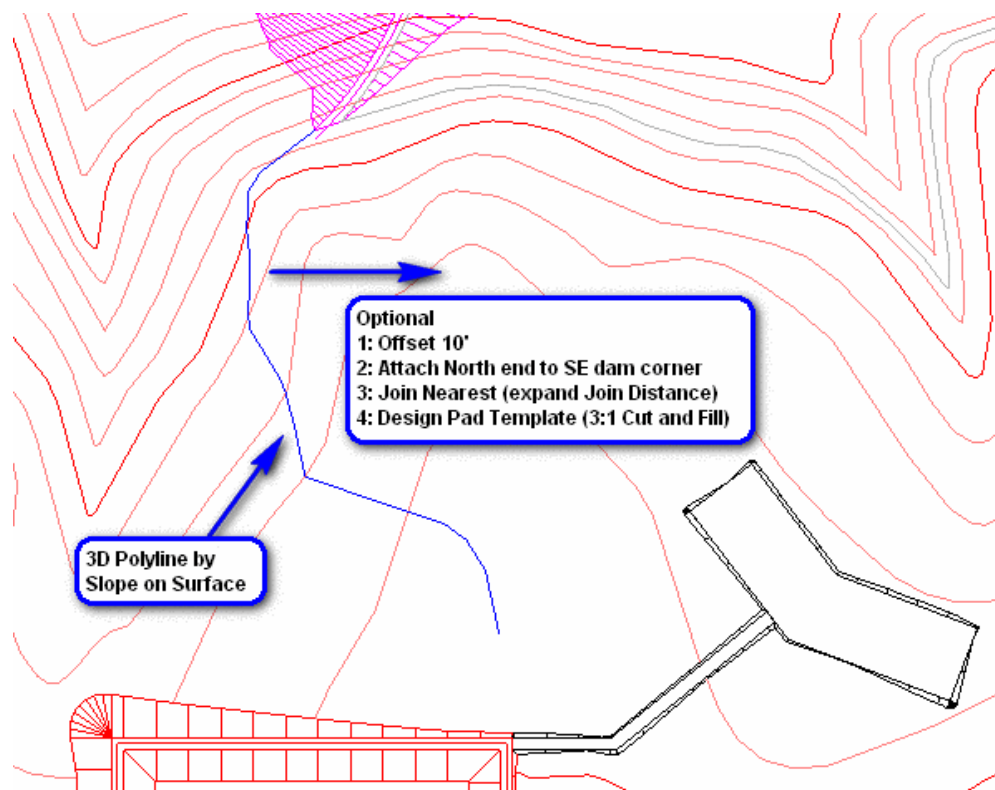 Optional
1: Offset 10'
2: Attach North end to SE dam corner
3: Join Nearest (expand Join Distance)
4: Design Pad Template (3:1 Cut and Fill)
3D Polyline by
Slope on Surface